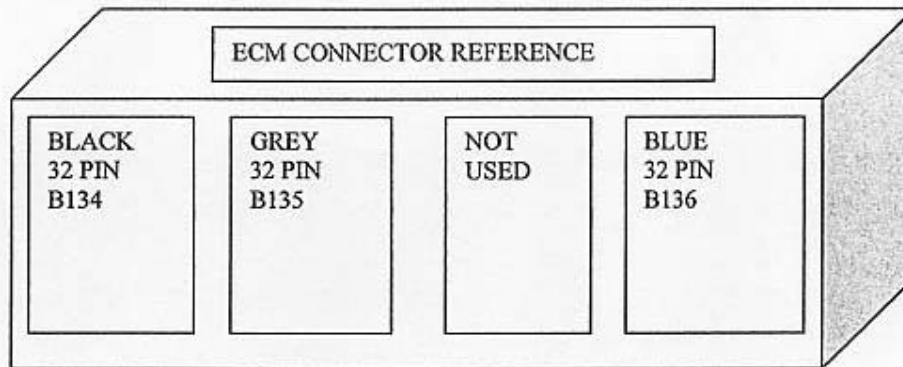 ECM CONNECTOR REFERENCE
BLACK
32 PIN
B134
GREY
32 PIN
B135
NOT
USED
BLUE
32 PIN
B136